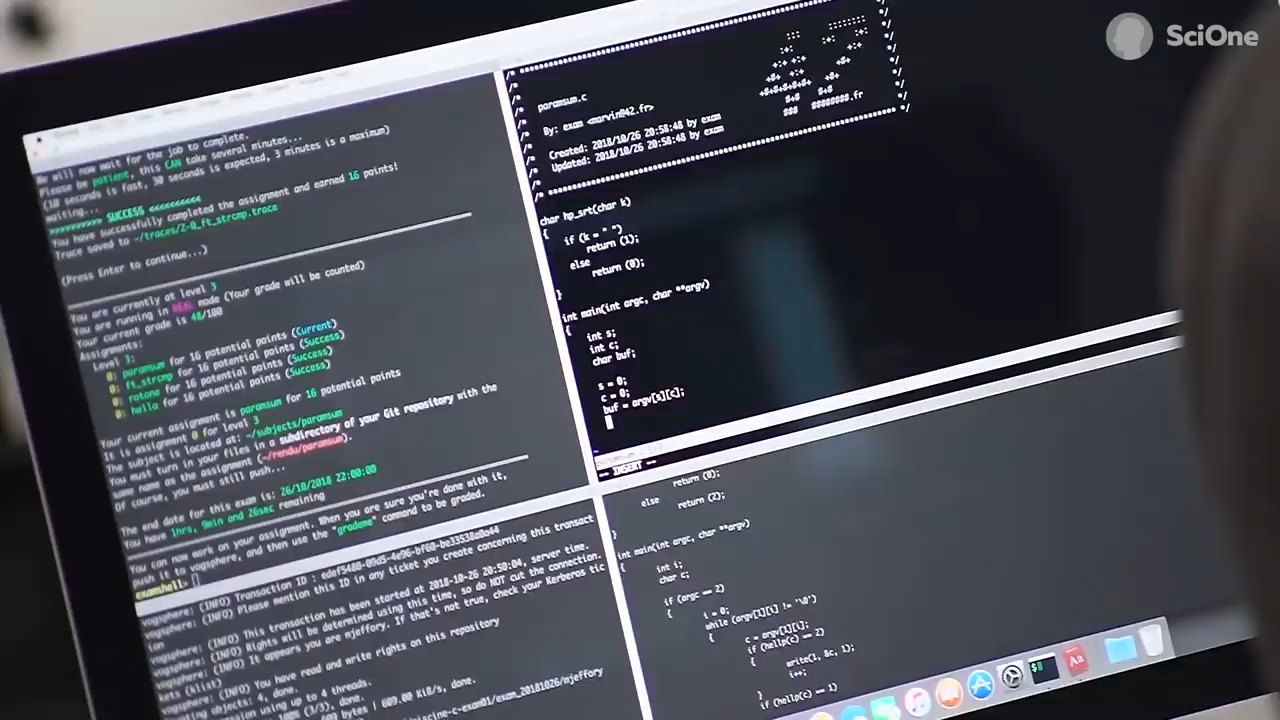 SciOne
We will now wait for the job to complete.
Please be patient, this CAN take several minutes...
(10 seconds is fast, 30 seconds is expected, 3 minutes is a maximum)
waiting...
>>>>>>>>>> SUCCESS <<<<<<<<<<
You have successfully completed the assignment and earned 16 points!
Trace saved to ~/traces/2-0_ft_strcmp.trace
(Press Enter to continue...)
You are currently at level 3
You are running in REAL mode (Your grade will be counted)
Your current grade is 48/100
Assignments:
Level 3:
0: paramsum for 16 potential points (Current)
0: ft_strcmp for 16 potential points (Success)
0: rotone for 16 potential points (Success)
0: hello for 16 potential points (Success)
Your current assignment is paramsum for 16 potential points
It is assignment 0 for level 3
The subject is located at: ~/subjects/paramsum
You must turn in your files in a subdirectory of your Git repository with the
same name as the assignment (~/rendu/paramsum).
Of course, you must still push...
The end date for this exam is: 26/10/2018 22:00:00
You have 1hrs, 9min and 26sec remaining
You can now work on your assignment. When you are sure you're done with it,
push it to vogsphere, and then use the "grademe" command to be graded.
examshell>
/* paramsum.c
/* By: exam <marvin@42.fr>
/* Created: 2018/10/26 20:58:48 by exam
/* Updated: 2018/10/26 20:58:48 by exam
########.fr */
char hp_srt(char k)
{
if (k = " ")
return (1);
else
return (0);
}
int main(int argc, char **argv)
{
int s;
int c;
char buf;
s = 0;
c = 0;
buf = argv[s][c];
-- INSERT --
vogsphere: (INFO) Transaction ID :
vogsphere: (INFO) Please mention this ID in any ticket you create concerning this transact
ion
vogsphere: (INFO) This transaction has been started at 2018-10-26 20:50:04, server time.
vogsphere: (INFO) Rights will be determined using this time, so do NOT cut the connection.
vogsphere: (INFO) It appears you are mjeffory. If that's not true, check your Kerberos tic
kets (klist)
vogsphere: (INFO) You have read and write rights on this repository
objects: 4, done.
using up to 4 threads.
100% (3/3), done.
bytes | 609.00 KiB/s, done.
exam_20181026/mjeffory
return (0);
else
return (2);
}
int main(int argc, char **argv)
{
int i;
char c;
if (argc == 2)
{
i = 0;
while (argv[1][i] != '\0')
{
c = argv[1][i];
if (help(c) == 2)
{
write(1, &c, 1);
i++;
}
if (help(c) == 1)